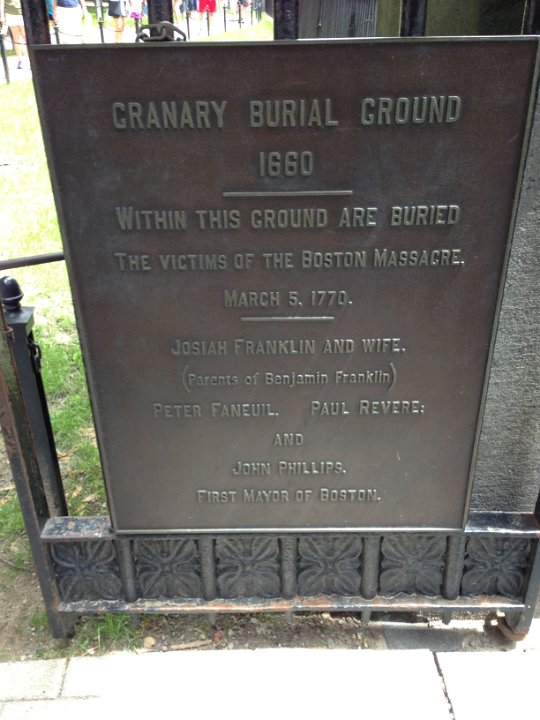 GRANARY BURIAL GROUND
1660
WITHIN THIS GROUND ARE BURIED
THE VICTIMS OF THE BOSTON MASSACRE,
MARCH 5, 1770.
JOSIAH FRANKLIN AND WIFE,
(Parents of Benjamin Franklin)
PETER FANEUIL, PAUL REVERE;
AND
JOHN PHILLIPS,
FIRST MAYOR OF BOSTON.